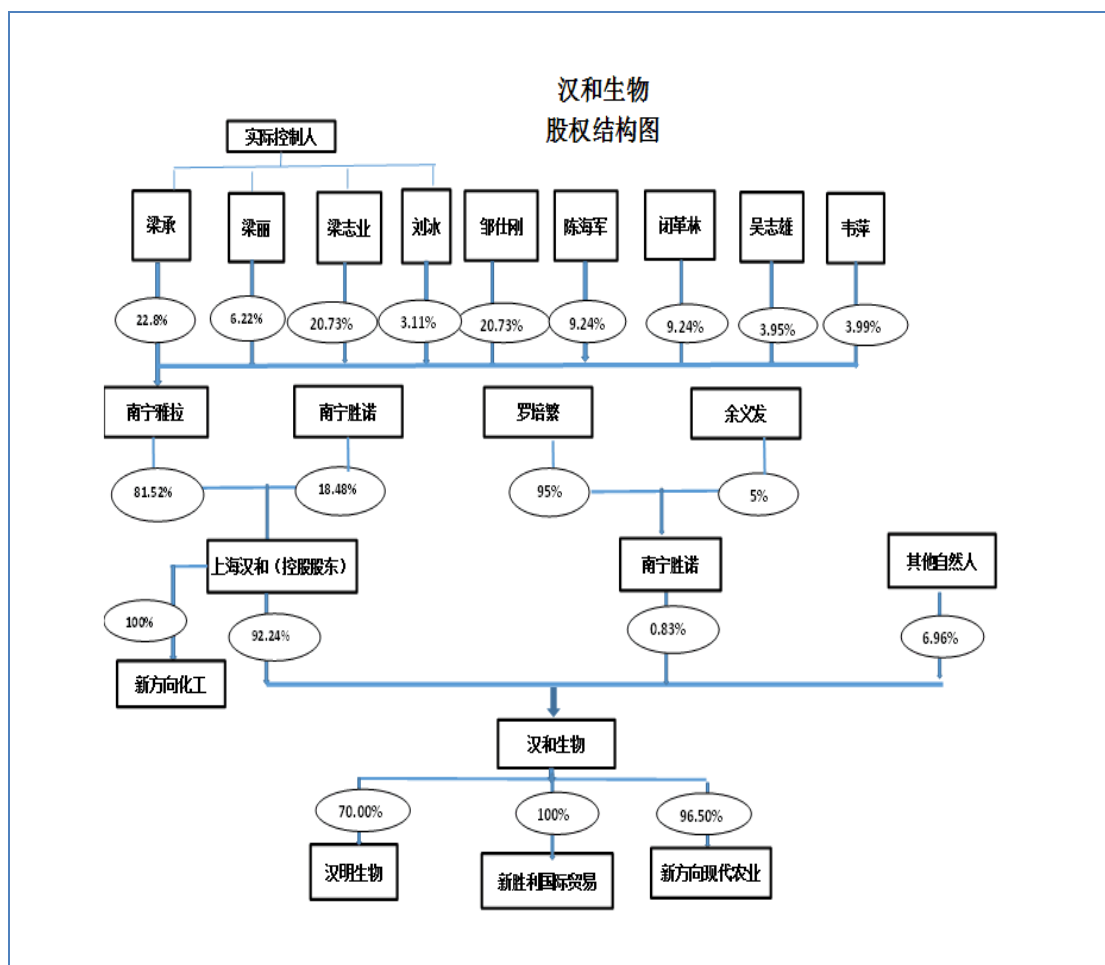 汉和生物
股权结构图
实际控制人
梁承
梁丽
梁志业
刘冰
邹仕刚
陈海军
闭革林
吴志雄
韦萍
22.8%
6.22%
20.73%
3.11%
20.73%
9.24%
9.24%
3.95%
3.99%
南宁雅拉
南宁胜诺
罗培繁
余义发
81.52%
18.48%
95%
5%
上海汉和（控股股东）
南宁胜诺
其他自然人
100%
92.24%
0.83%
6.96%
新方向化工
汉和生物
70.00%
100%
96.50%
汉明生物
新胜利国际贸易
新方向现代农业